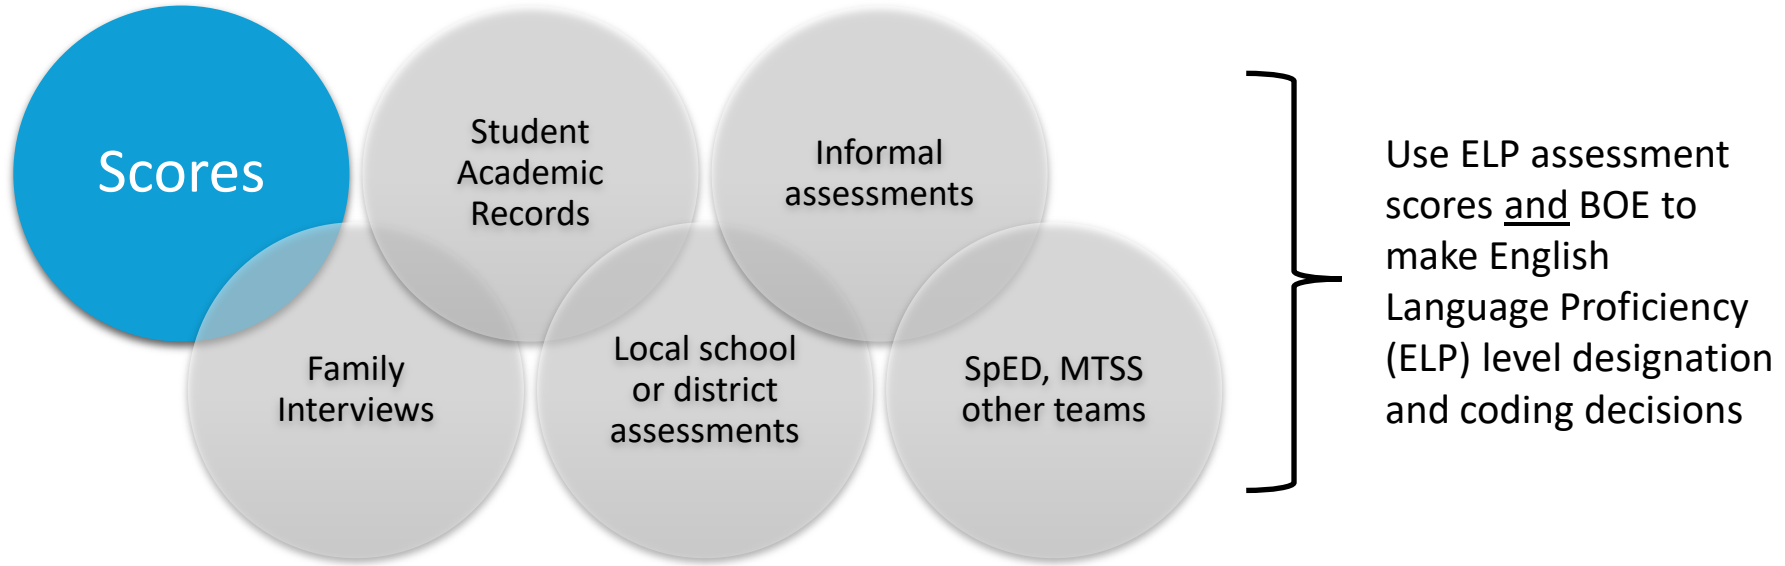 Scores
Student
Academic
Records
Informal
assessments
Family
Interviews
Local school
or district
assessments
SpED, MTSS
other teams
Use ELP assessment
scores and BOE to
make English
Language Proficiency
(ELP) level designation
and coding decisions